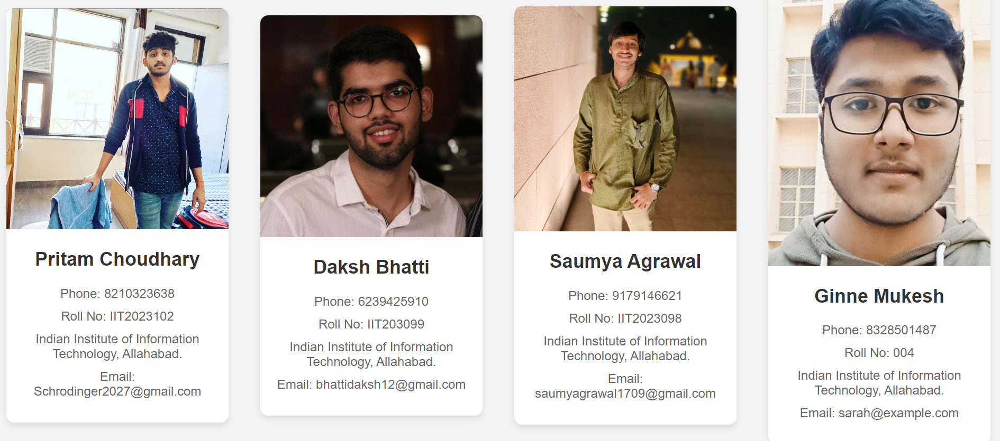 Pritam Choudhary
Phone: 8210323638
Roll No: IIT2023102
Indian Institute of Information
Technology, Allahabad.
Email:
Schrodinger2027@gmail.com
Daksh Bhatti
Phone: 6239425910
Roll No: IIT203099
Indian Institute of Information
Technology, Allahabad.
Email: bhattidaksh12@gmail.com
Saumya Agrawal
Phone: 9179146621
Roll No: IIT2023098
Indian Institute of Information
Technology, Allahabad.
Email:
saumyagrawal1709@gmail.com
Ginne Mukesh
Phone: 8328501487
Roll No: 004
Indian Institute of Information
Technology, Allahabad.
Email: sarah@example.com